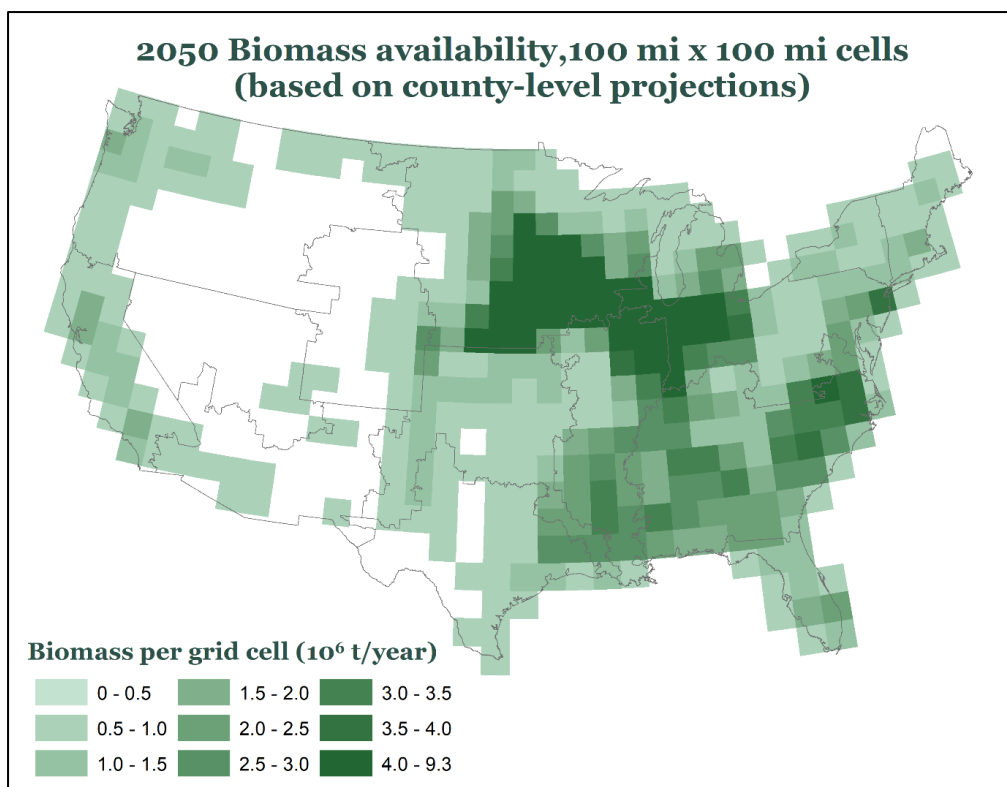 2050 Biomass availability,100 mi x 100 mi cells
(based on county-level projections)
Biomass per grid cell (10⁶ t/year)
0 - 0.5
0.5 - 1.0
1.0 - 1.5
1.5 - 2.0
2.0 - 2.5
2.5 - 3.0
3.0 - 3.5
3.5 - 4.0
4.0 - 9.3